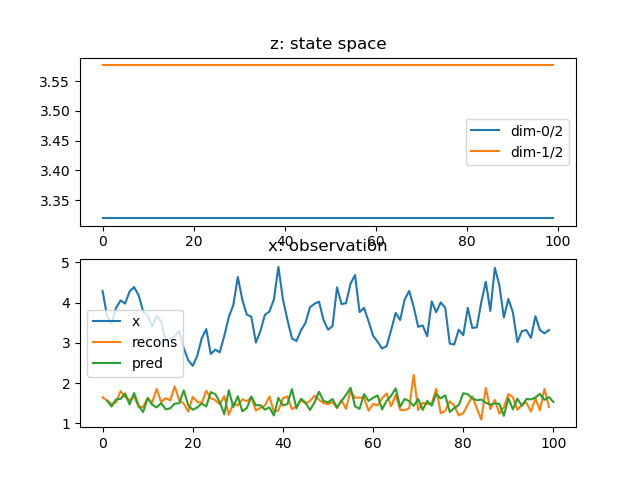 z: state space
3.55
3.50
3.45
3.40
3.35
dim-0/2
dim-1/2
0 20 40 60 80 100
x: observation
5
4
3
2
1
x
recons
pred
0 20 40 60 80 100